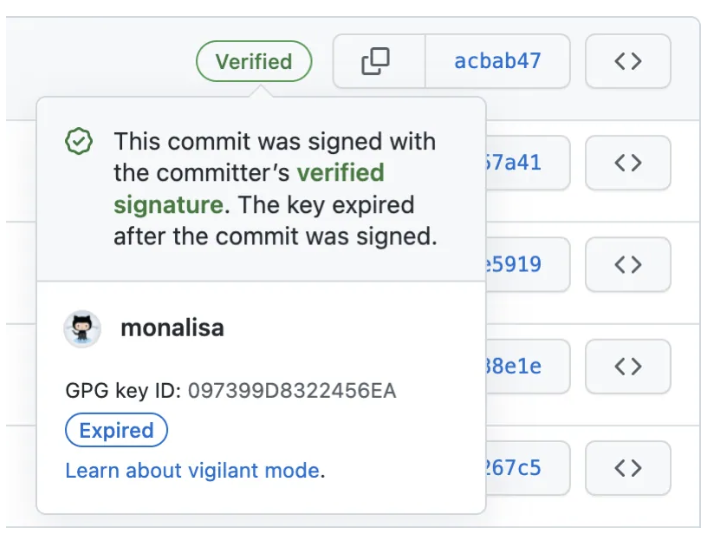 Verified
acbab47
This commit was signed with
the committer’s verified
signature. The key expired
after the commit was signed.
57a41
e5919
38e1e
267c5
monalisa
GPG key ID: 097399D8322456EA
Expired
Learn about vigilant mode.